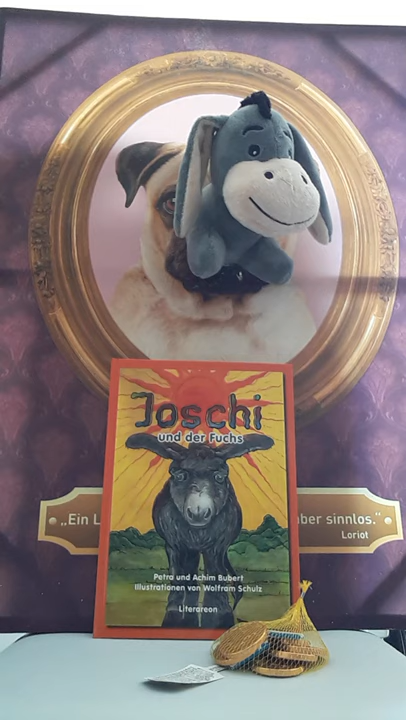 Joschi
und der Fuchs
„Ein L
aber sinnlos.“
Loriot
Petra und Achim Bubert
Illustrationen von Wolfram Schulz
Literareon